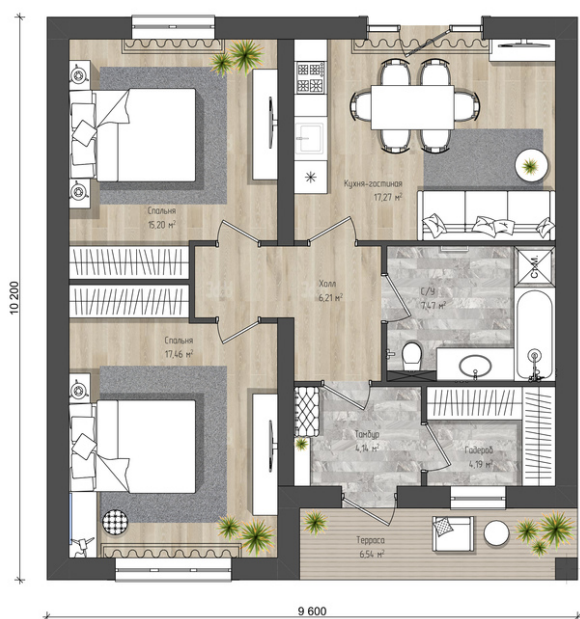 10 200
Спальня
15,20 м²
Кухня-гостиная
17,27 м²
Холл
6,21 м²
С/У
7,47 м²
Ст.М.
Спальня
17,46 м²
Тамбур
4,14 м²
Гардероб
4,19 м²
Терраса
6,54 м²
9 600